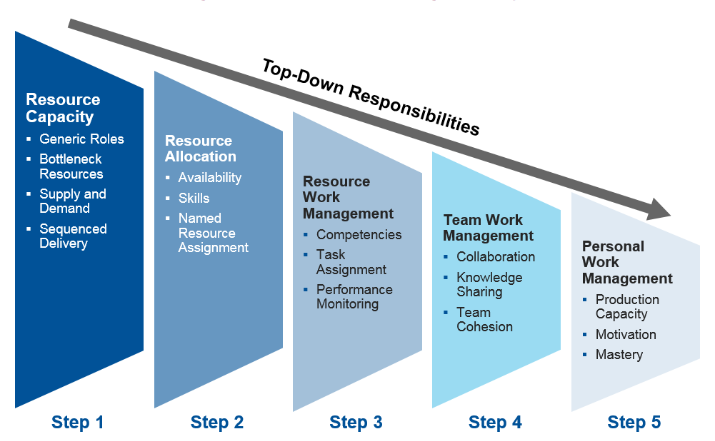 Top-Down Responsibilities
Resource
Capacity
▪ Generic Roles
▪ Bottleneck
Resources
▪ Supply and
Demand
▪ Sequenced
Delivery
Resource
Allocation
▪ Availability
▪ Skills
▪ Named
Resource
Assignment
Resource
Work
Management
▪ Competencies
▪ Task
Assignment
▪ Performance
Monitoring
Team Work
Management
▪ Collaboration
▪ Knowledge
Sharing
▪ Team
Cohesion
Personal
Work
Management
▪ Production
Capacity
▪ Motivation
▪ Mastery
Step 1
Step 2
Step 3
Step 4
Step 5